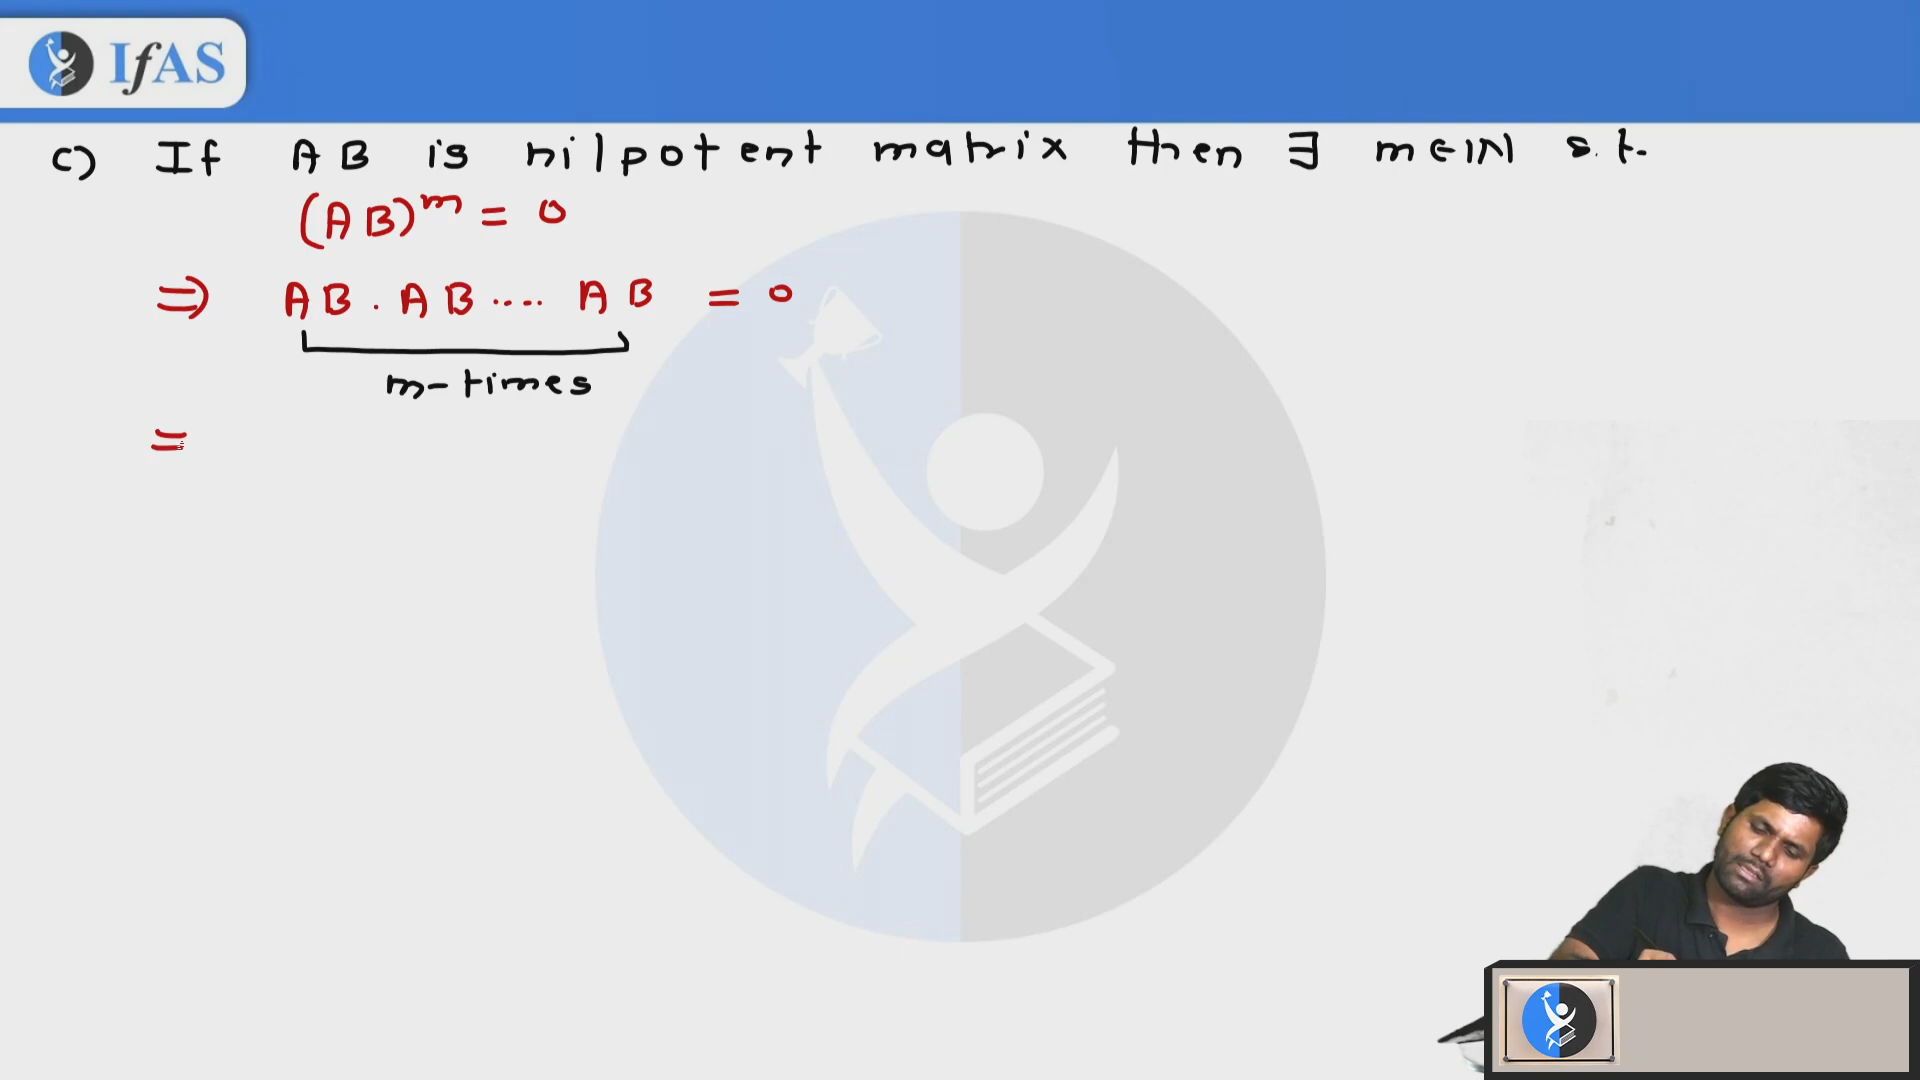 IfAS
c) If AB is nilpotent matrix then ∃ m∈ℕ s.t.
(AB)^m = 0
⇒ AB . AB .... AB = 0
m-times
=